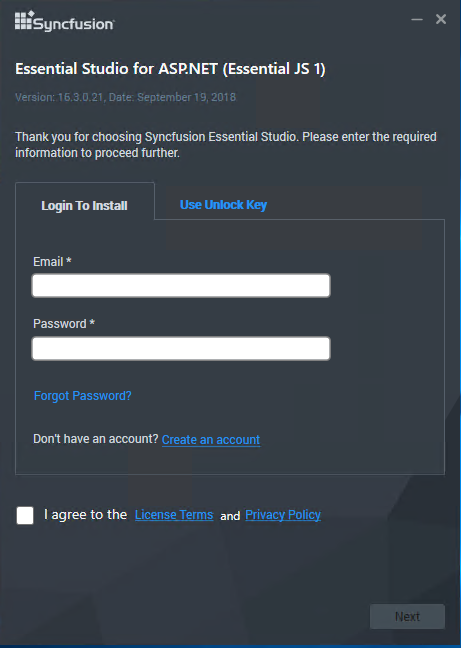 Syncfusion
Essential Studio for ASP.NET (Essential JS 1)
Version: 16.3.0.21, Date: September 19, 2018
Thank you for choosing Syncfusion Essential Studio. Please enter the required
information to proceed further.
Login To Install
Use Unlock Key
Email *
Password *
Forgot Password?
Don't have an account? Create an account
I agree to the License Terms and Privacy Policy
Next